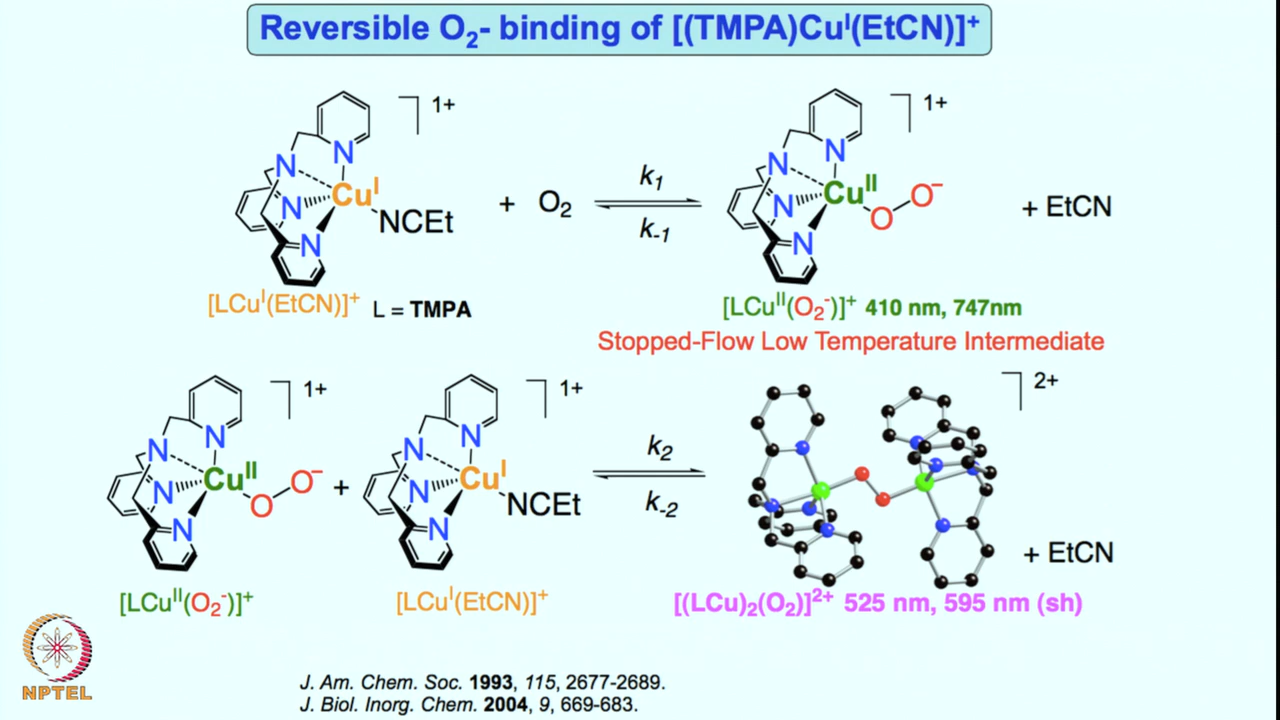 Reversible O₂- binding of [(TMPA)Cuᴵ(EtCN)]⁺
1+
1+
N
N
N
N
Cuᴵ
NCEt
+ O₂
k₁
k₋₁
N
N
N
N
Cuᴵᴵ
O
O⁻
+ EtCN
[LCuᴵ(EtCN)]⁺ L = TMPA
[LCuᴵᴵ(O₂⁻)]⁺ 410 nm, 747nm
Stopped-Flow Low Temperature Intermediate
1+
1+
2+
N
N
N
N
Cuᴵᴵ
O
O⁻
+
N
N
N
N
Cuᴵ
NCEt
k₂
k₋₂
+ EtCN
[LCuᴵᴵ(O₂⁻)]⁺
[LCuᴵ(EtCN)]⁺
[(LCu)₂(O₂)]²⁺ 525 nm, 595 nm (sh)
NPTEL
J. Am. Chem. Soc. 1993, 115, 2677-2689.
J. Biol. Inorg. Chem. 2004, 9, 669-683.